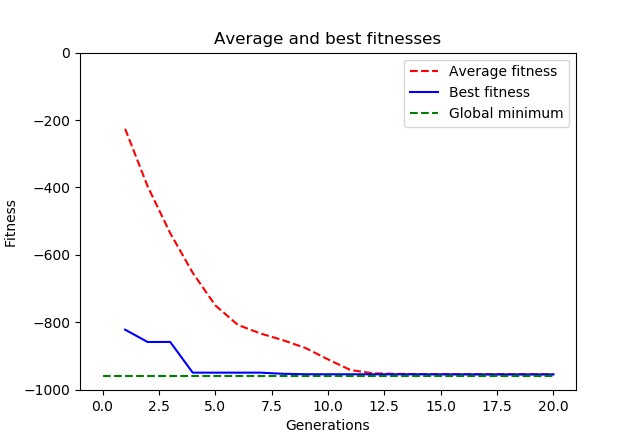 Average and best fitnesses
Average fitness
Best fitness
Global minimum
0
−200
−400
−600
−800
−1000
Fitness
0.0 2.5 5.0 7.5 10.0 12.5 15.0 17.5 20.0
Generations